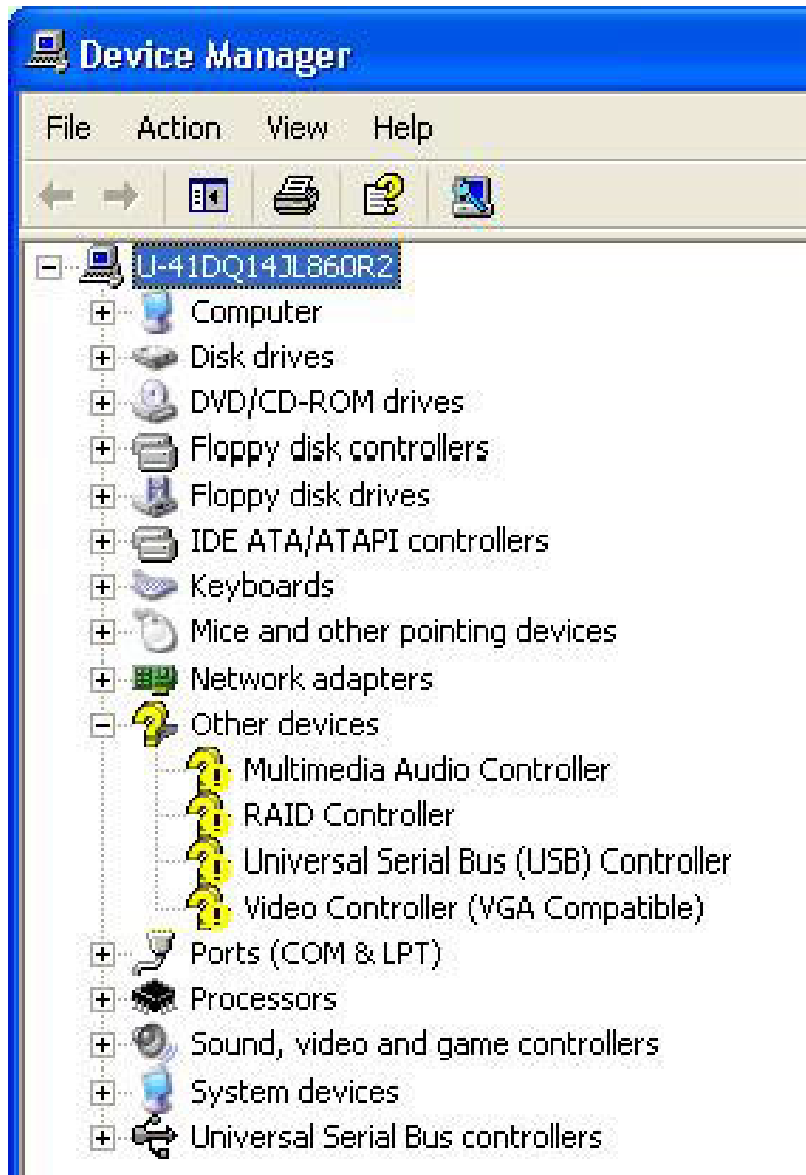 Device Manager
File Action View Help
U-41DQ14JL860R2
Computer
Disk drives
DVD/CD-ROM drives
Floppy disk controllers
Floppy disk drives
IDE ATA/ATAPI controllers
Keyboards
Mice and other pointing devices
Network adapters
Other devices
Multimedia Audio Controller
RAID Controller
Universal Serial Bus (USB) Controller
Video Controller (VGA Compatible)
Ports (COM & LPT)
Processors
Sound, video and game controllers
System devices
Universal Serial Bus controllers